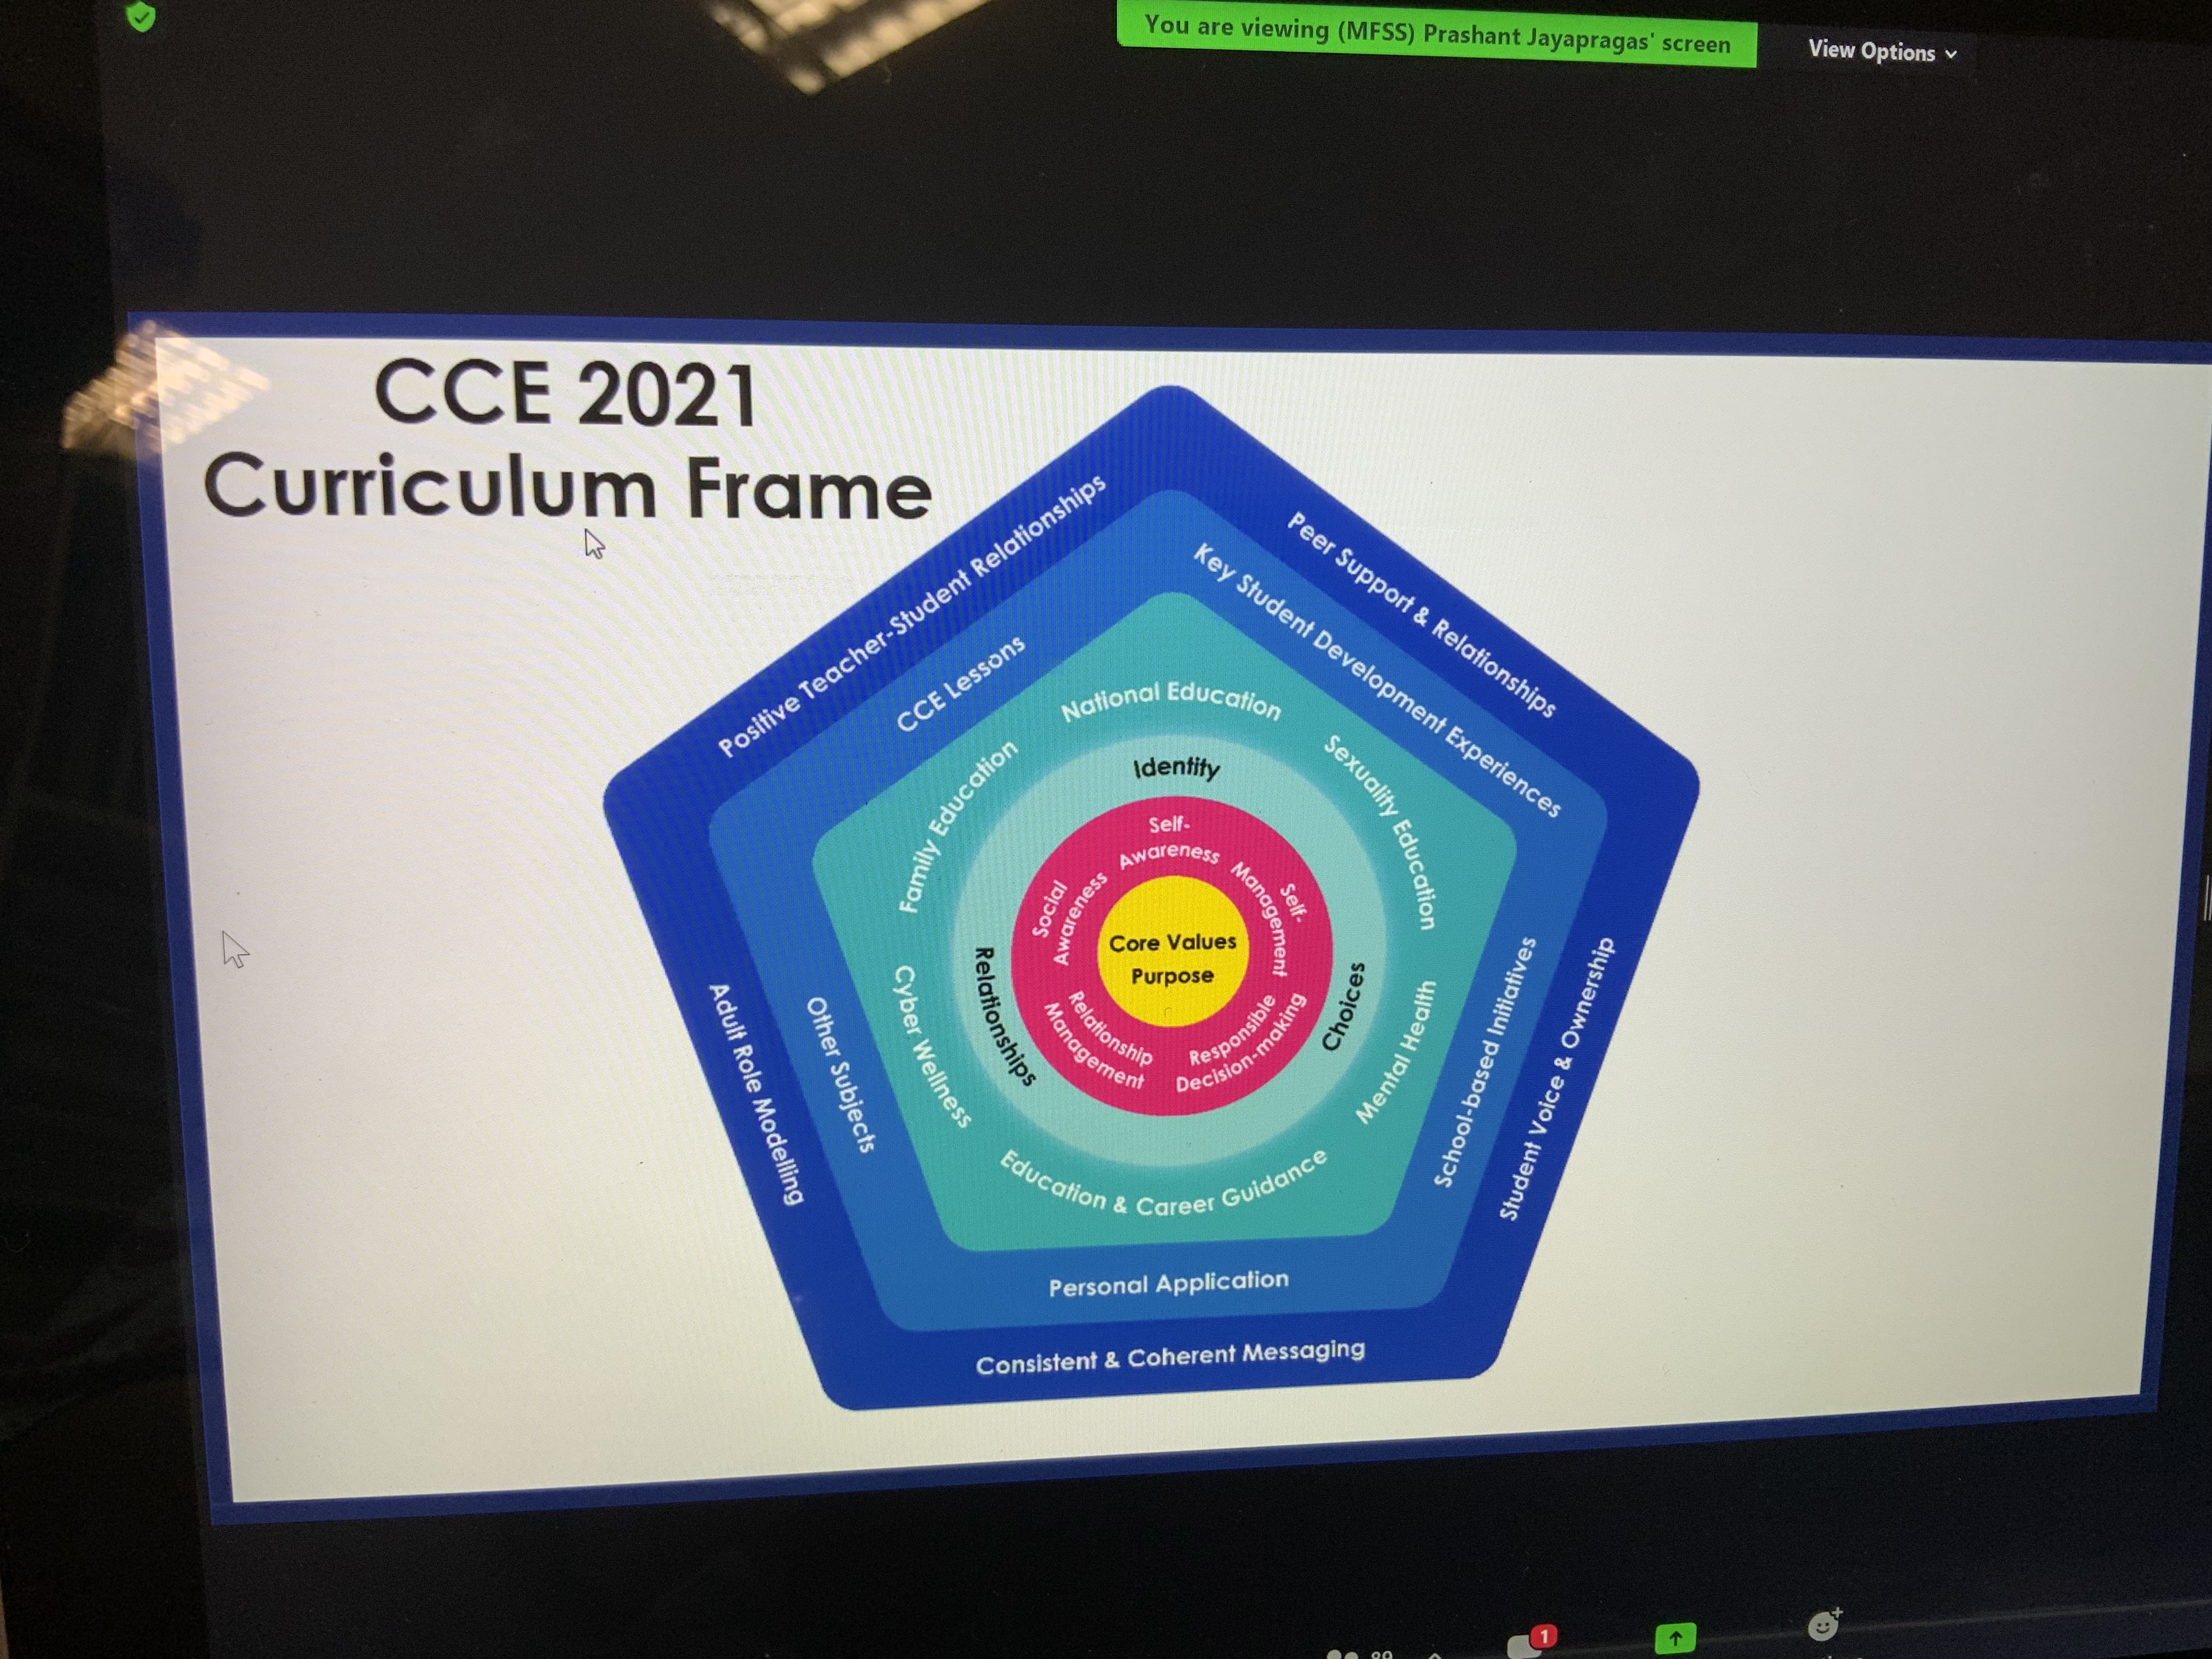 You are viewing (MFSS) Prashant Jayapragas' screen
View Options
CCE 2021
Curriculum Frame
Positive Teacher-Student Relationships
Peer Support & Relationships
CCE Lessons
Key Student Development Experiences
National Education
Family Education
Sexuality Education
Identity
Self-
Awareness
Social
Awareness
Self-
Management
Core Values
Purpose
Relationships
Choices
Relationship
Management
Responsible
Decision-making
Cyber Wellness
Mental Health
Other Subjects
School-based Initiatives
Adult Role Modelling
Student Voice & Ownership
Education & Career Guidance
Personal Application
Consistent & Coherent Messaging
1